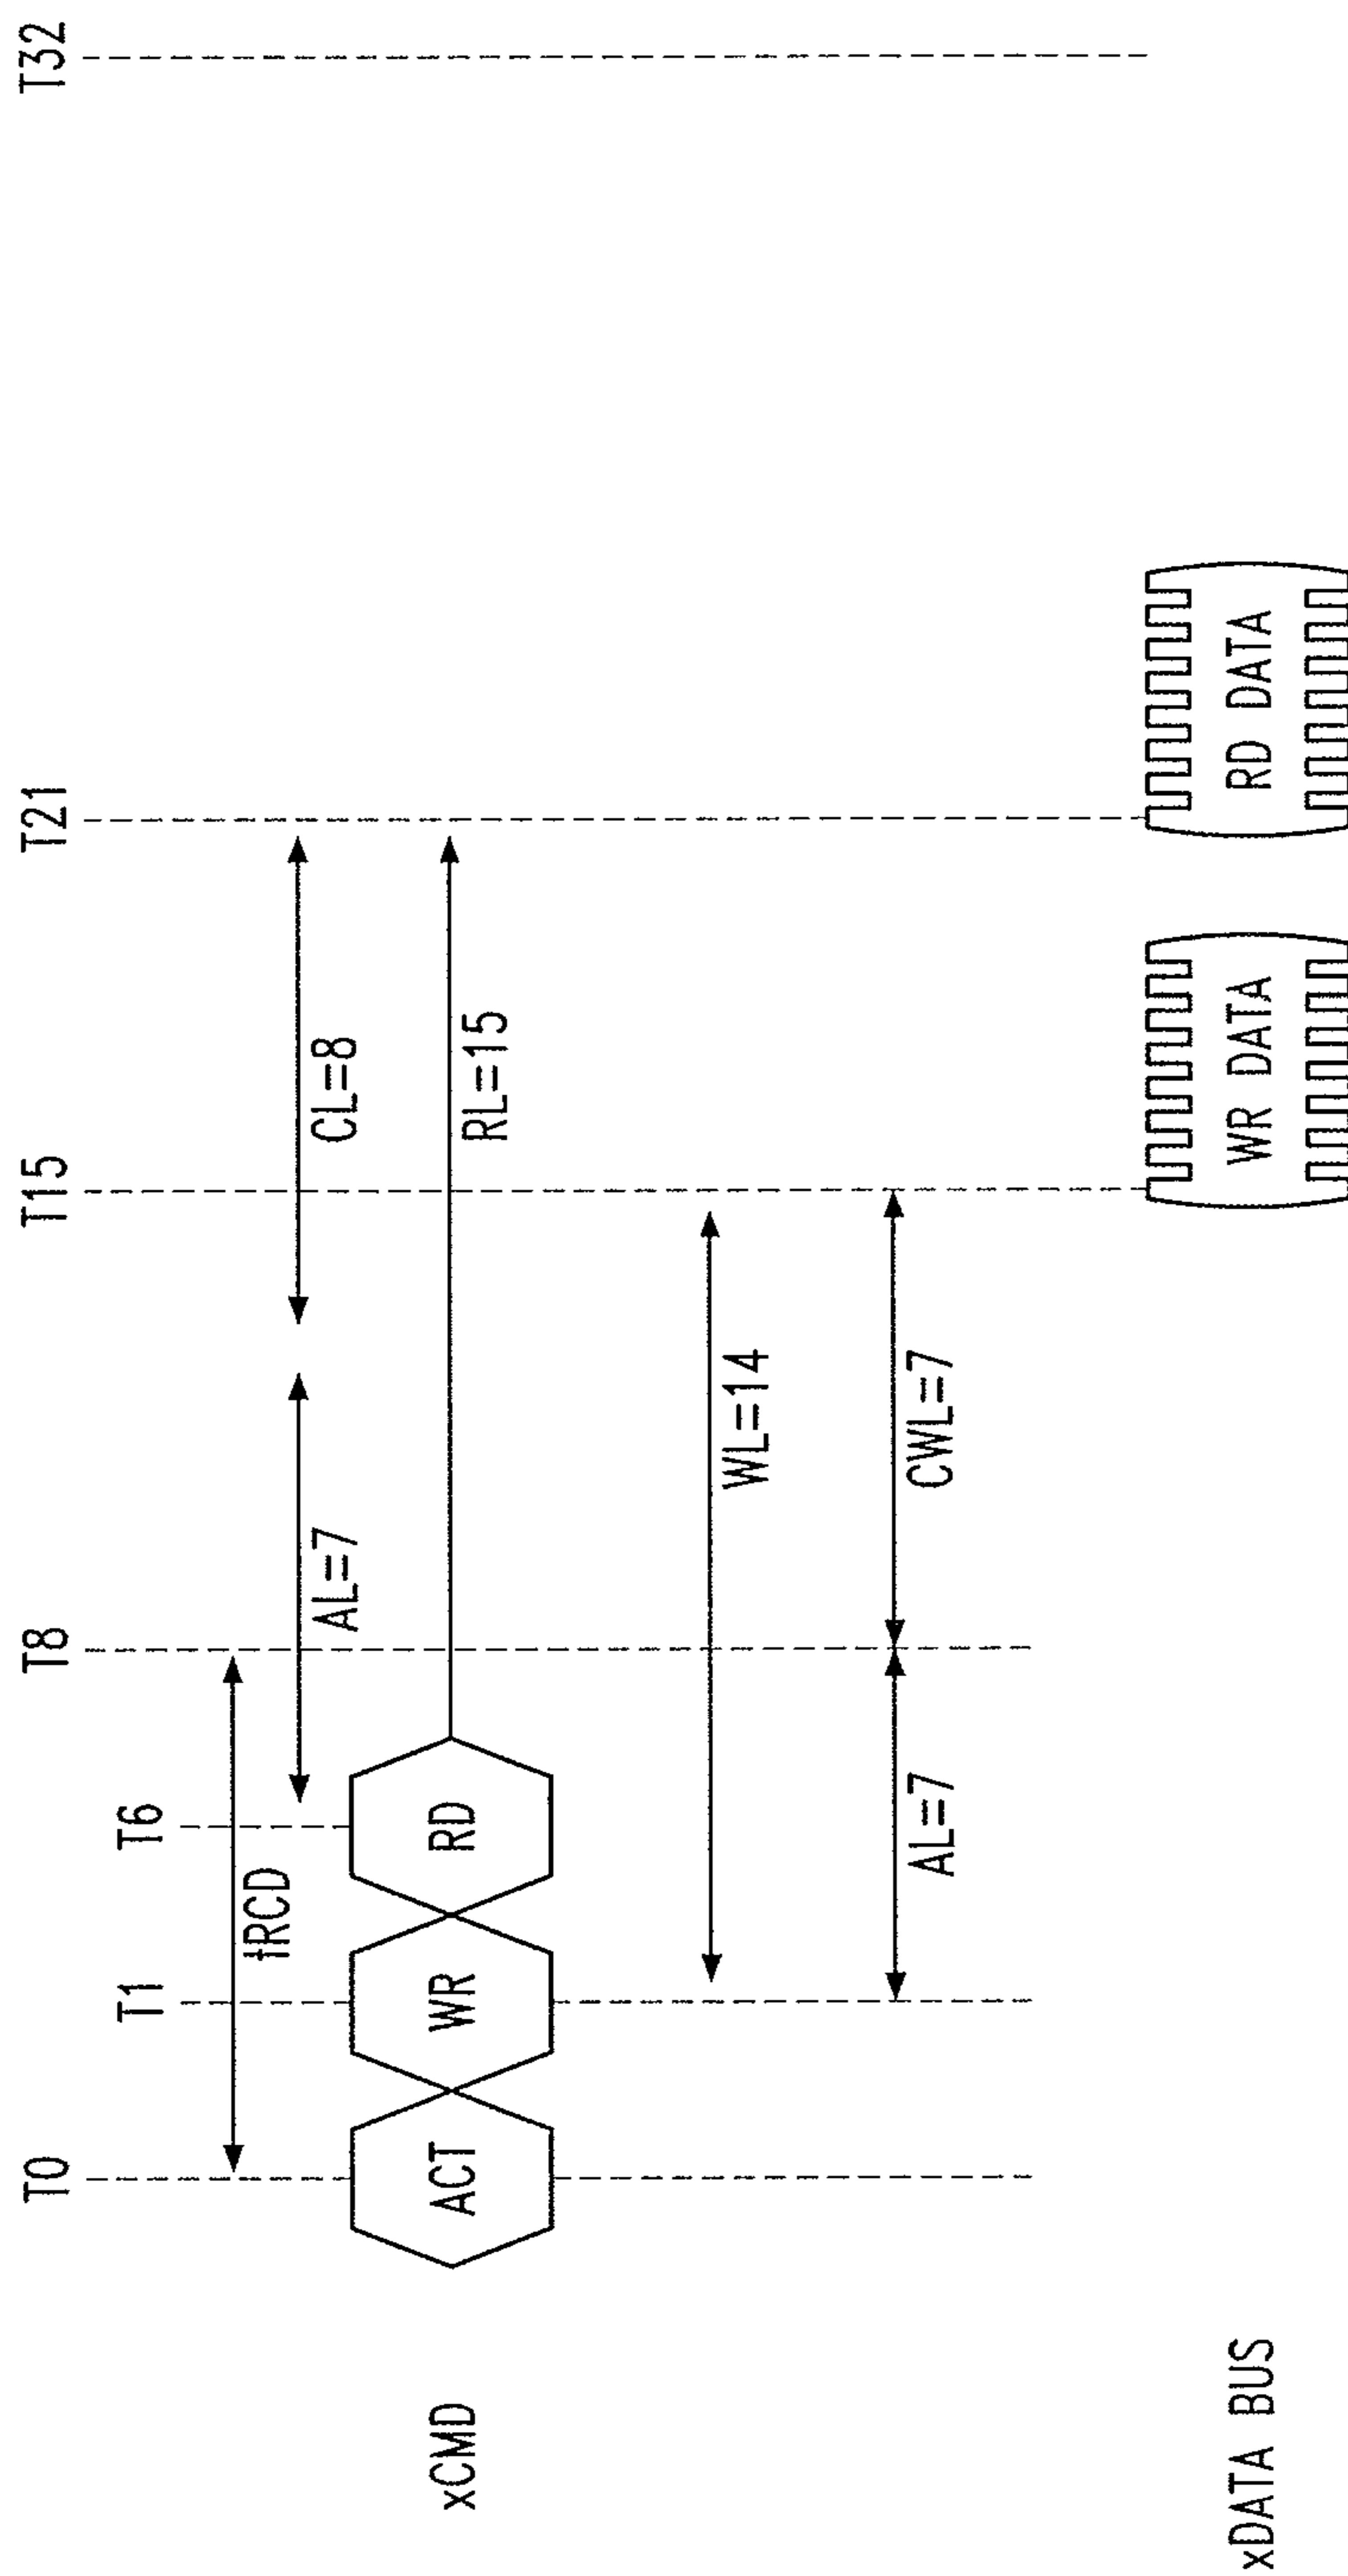 T0
T8
T15
T21
T32
T1
T6
tRCD
AL=7
CL=8
xCMD
ACT
WR
RD
RL=15
WL=14
AL=7
CWL=7
xDATA BUS
WR DATA
RD DATA